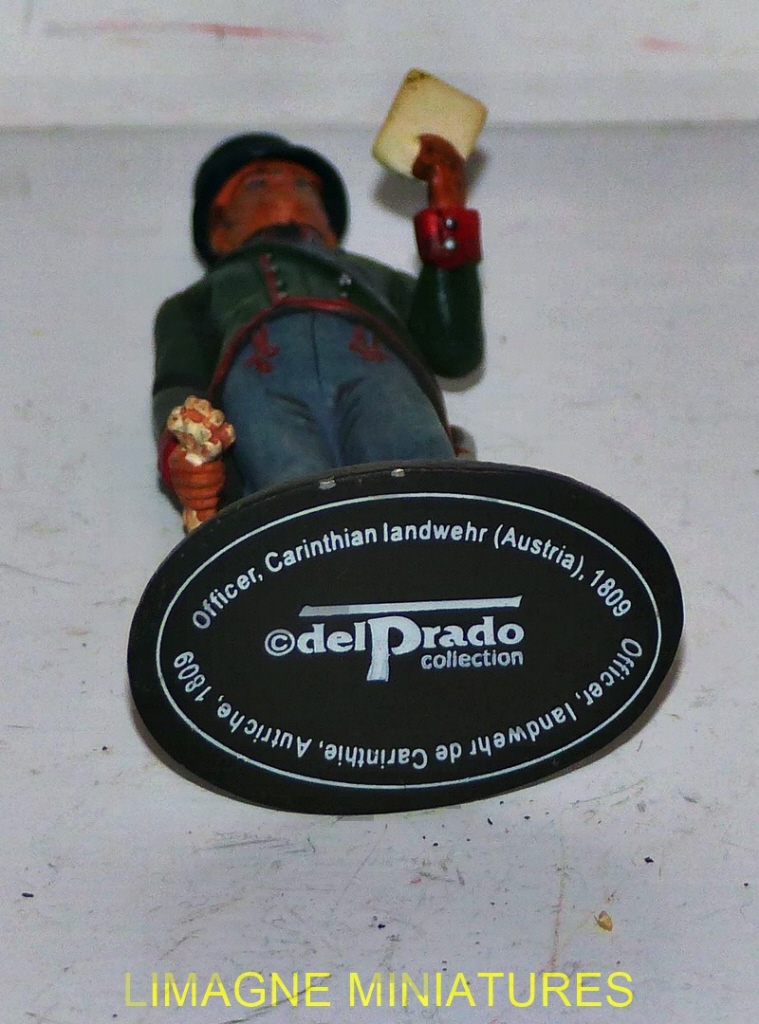 Officer, Carinthian landwehr (Austria), 1809
©delPrado
collection
Officer, landwehr de Carinthie, Autriche, 1809
LIMAGNE MINIATURES